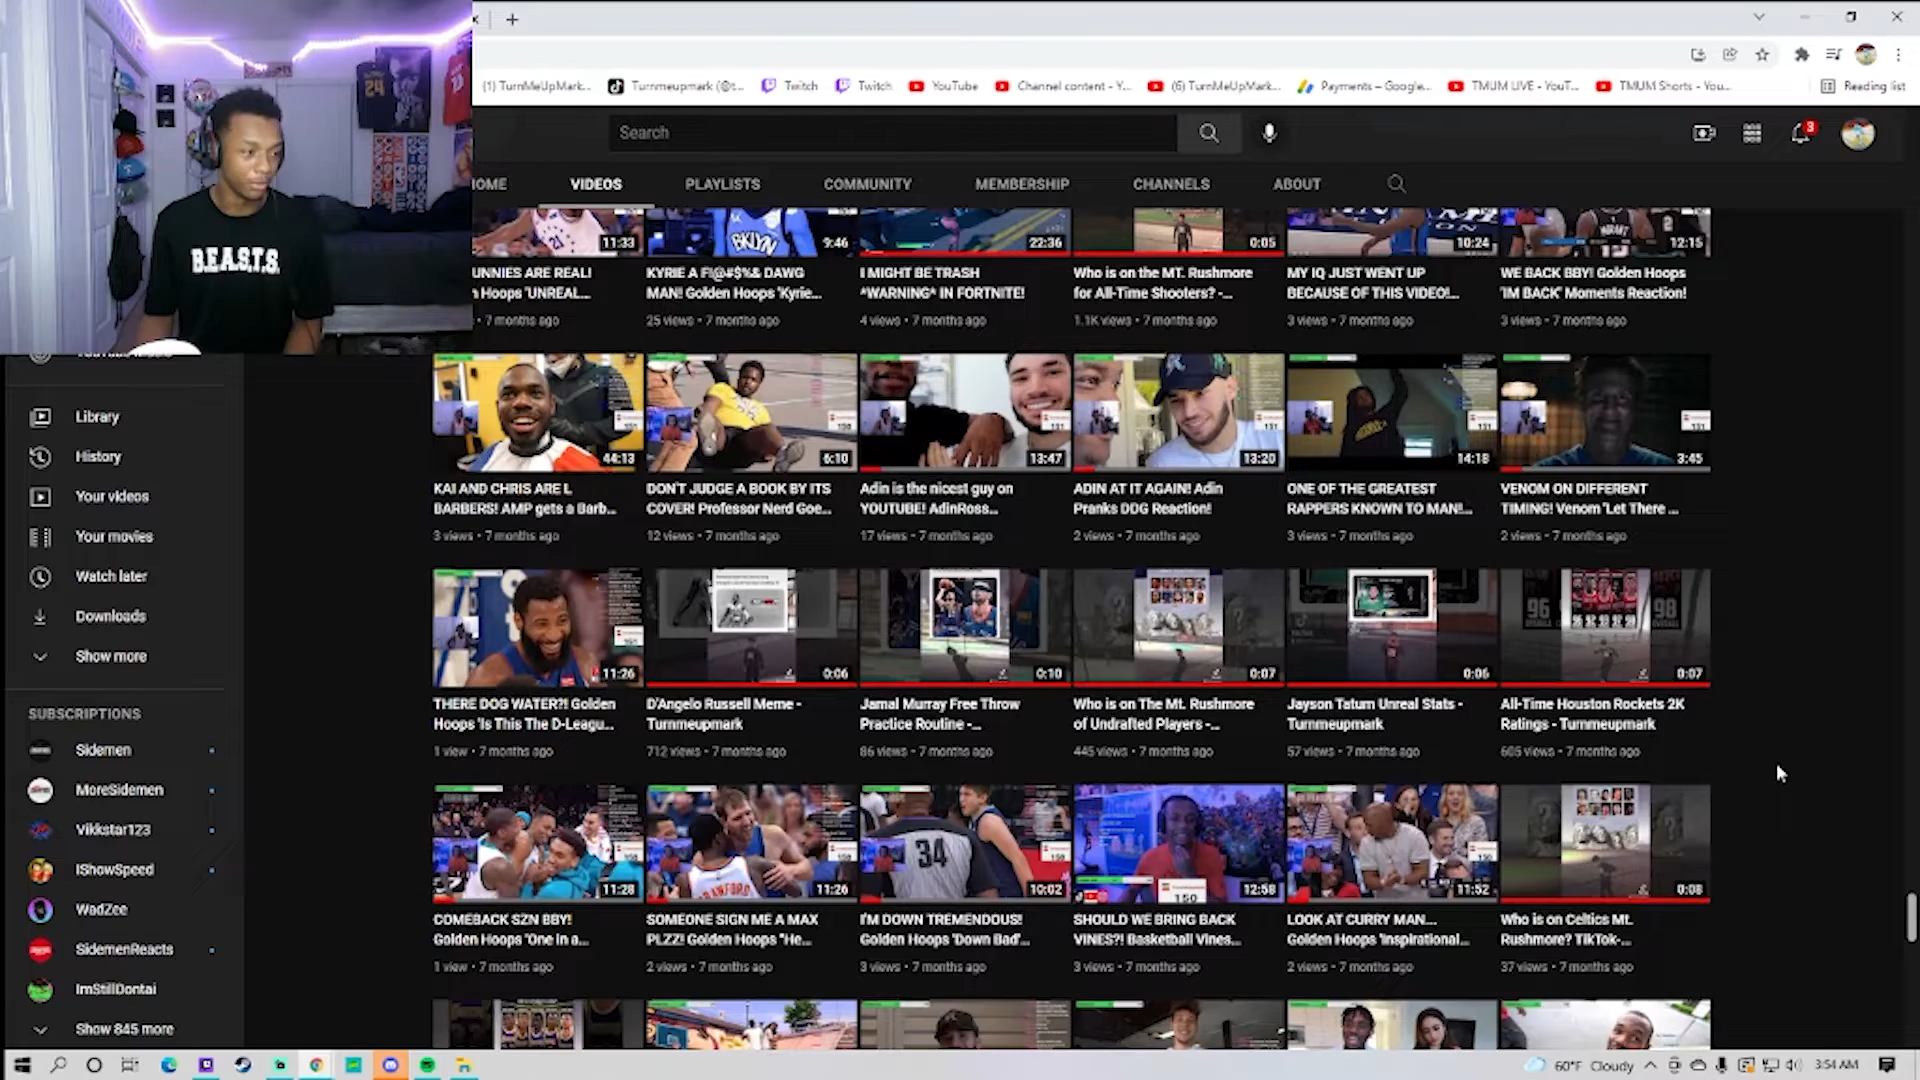 (1) TurnMeUpMark...
Turnmeupmark (@t...
Twitch
Twitch
YouTube
Channel content - Y...
(6) TurnMeUpMark...
Payments – Google...
TMUM LIVE - YouT...
TMUM Shorts - You...
Reading list
24
B.E.A.S.T.S.
Search
3
OME
VIDEOS
PLAYLISTS
COMMUNITY
MEMBERSHIP
CHANNELS
ABOUT
21
11:33
BKLYN
9:46
22:36
0:05
10:24
12:15
UNNIES ARE REAL!
n Hoops 'UNREAL...
7 months ago
KYRIE A F!@#$%& DAWG
MAN! Golden Hoops 'Kyrie...
25 views • 7 months ago
I MIGHT BE TRASH
*WARNING* IN FORTNITE!
4 views • 7 months ago
Who is on the MT. Rushmore
for All-Time Shooters? -...
1.1K views • 7 months ago
MY IQ JUST WENT UP
BECAUSE OF THIS VIDEO!...
3 views • 7 months ago
WE BACK BBY! Golden Hoops
'IM BACK' Moments Reaction!
3 views • 7 months ago
Library
History
Your videos
Your movies
Watch later
Downloads
Show more
SUBSCRIPTIONS
Sidemen
MoreSidemen
Vikkstar123
IShowSpeed
WadZee
SidemenReacts
ImStillDontai
Show 845 more
44:13
6:10
13:47
13:20
14:18
3:45
KAI AND CHRIS ARE L
BARBERS! AMP gets a Barb...
3 views • 7 months ago
DON'T JUDGE A BOOK BY ITS
COVER! Professor Nerd Goe...
12 views • 7 months ago
Adin is the nicest guy on
YOUTUBE! AdinRoss...
17 views • 7 months ago
ADIN AT IT AGAIN! Adin
Pranks DDG Reaction!
2 views • 7 months ago
ONE OF THE GREATEST
RAPPERS KNOWN TO MAN!...
3 views • 7 months ago
VENOM ON DIFFERENT
TIMING! Venom "Let There ...
2 views • 7 months ago
11:26
0:06
0:10
0:07
0:06
96
98
0:07
THERE DOG WATER?! Golden
Hoops 'Is This The D-Leagu...
1 view • 7 months ago
D'Angelo Russell Meme -
Turnmeupmark
712 views • 7 months ago
Jamal Murray Free Throw
Practice Routine -...
86 views • 7 months ago
Who is on The Mt. Rushmore
of Undrafted Players -...
445 views • 7 months ago
Jayson Tatum Unreal Stats -
Turnmeupmark
57 views • 7 months ago
All-Time Houston Rockets 2K
Ratings - Turnmeupmark
605 views • 7 months ago
11:28
CRAWFORD
11:26
34
10:02
150
12:58
11:52
0:08
COMEBACK SZN BBY!
Golden Hoops "One in a...
1 view • 7 months ago
SOMEONE SIGN ME A MAX
PLZZ! Golden Hoops "He...
2 views • 7 months ago
I'M DOWN TREMENDOUS!
Golden Hoops 'Down Bad'...
3 views • 7 months ago
SHOULD WE BRING BACK
VINES?! Basketball Vines...
3 views • 7 months ago
LOOK AT CURRY MAN...
Golden Hoops 'Inspirational...
2 views • 7 months ago
Who is on Celtics Mt.
Rushmore? TikTok-...
37 views • 7 months ago
60°F Cloudy
3:54 AM